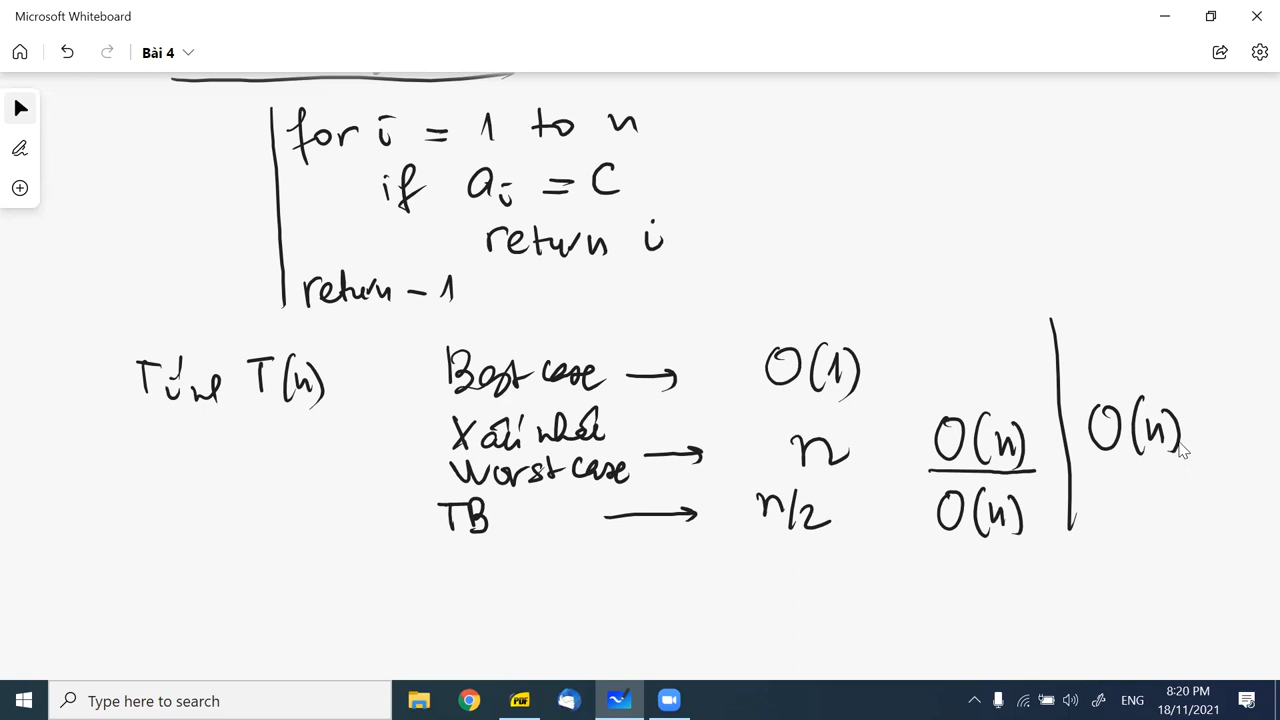 Microsoft Whiteboard
Bài 4
for i = 1 to n
if ai = C
return i
return - 1
Tính T(n)
Best case → O(1)
Xấu nhất
Worst case → n O(n)
TB → n/2 O(n)
O(n)
Type here to search
PDF
ENG
8:20 PM
18/11/2021